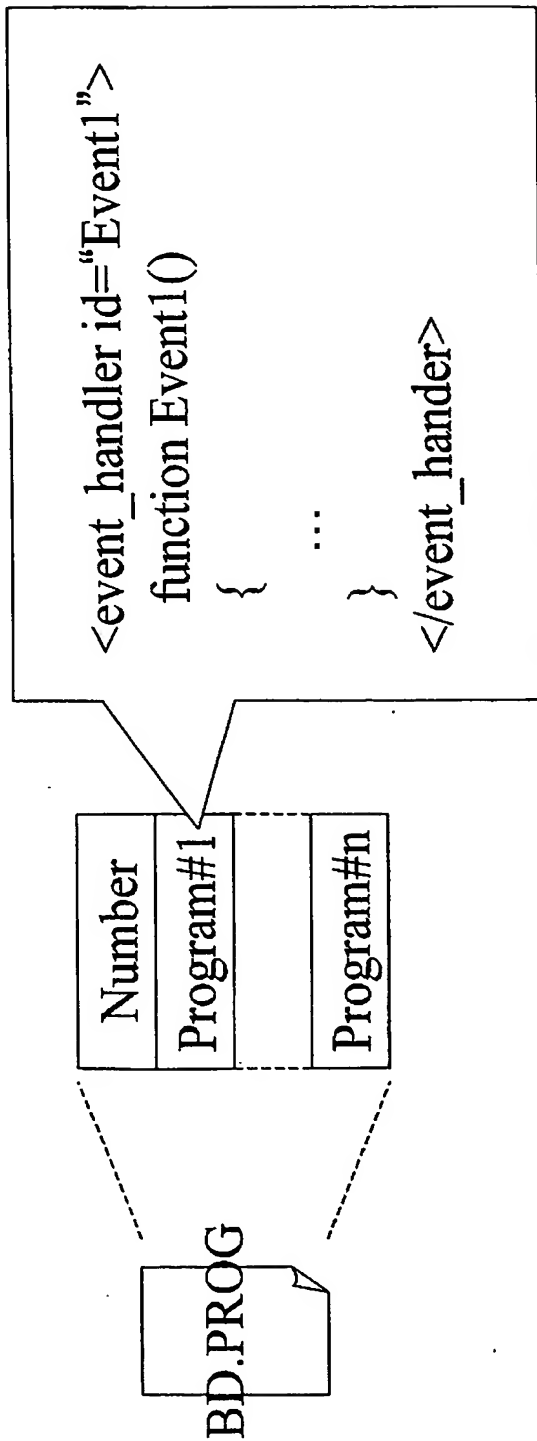 BD.PROG
Number
Program#1
Program#n
<event_handler id=“Event1”>
function Event1()
{
...
}
</event_hander>